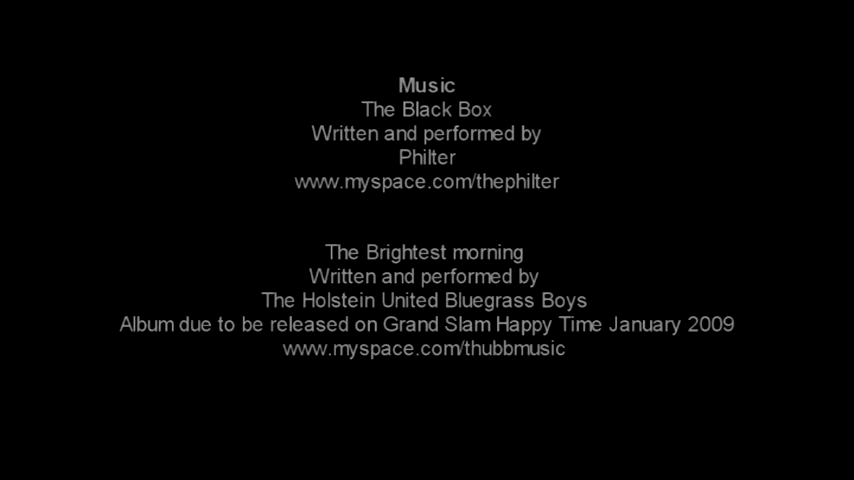 Music
The Black Box
Written and performed by
Philter
www.myspace.com/thephilter
The Brightest morning
Written and performed by
The Holstein United Bluegrass Boys
Album due to be released on Grand Slam Happy Time January 2009
www.myspace.com/thubbmusic